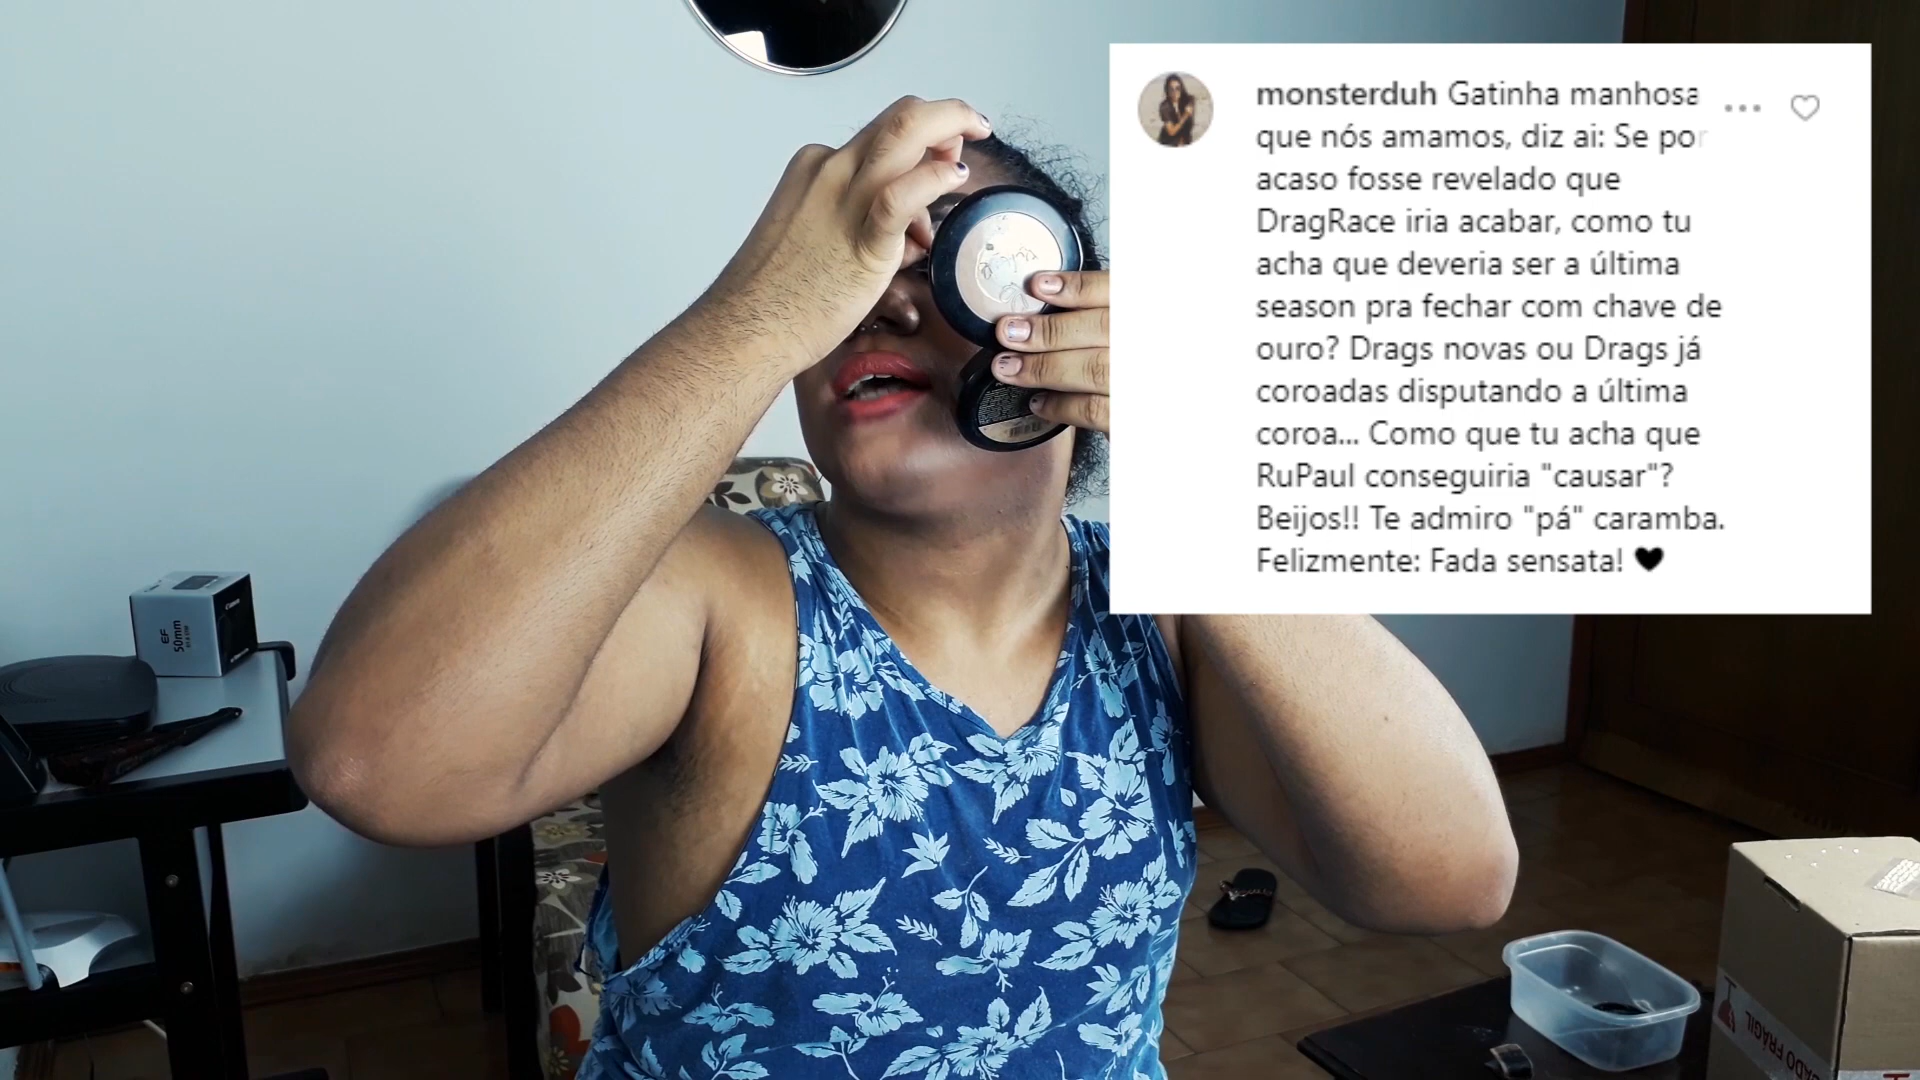 monsterduh Gatinha manhosa
que nós amamos, diz ai: Se por
acaso fosse revelado que
DragRace iria acabar, como tu
acha que deveria ser a última
season pra fechar com chave de
ouro? Drags novas ou Drags já
coroadas disputando a última
coroa... Como que tu acha que
RuPaul conseguiria "causar"?
Beijos!! Te admiro "pá" caramba.
Felizmente: Fada sensata! 🖤
EF
50mm
Canon
FRÁGIL